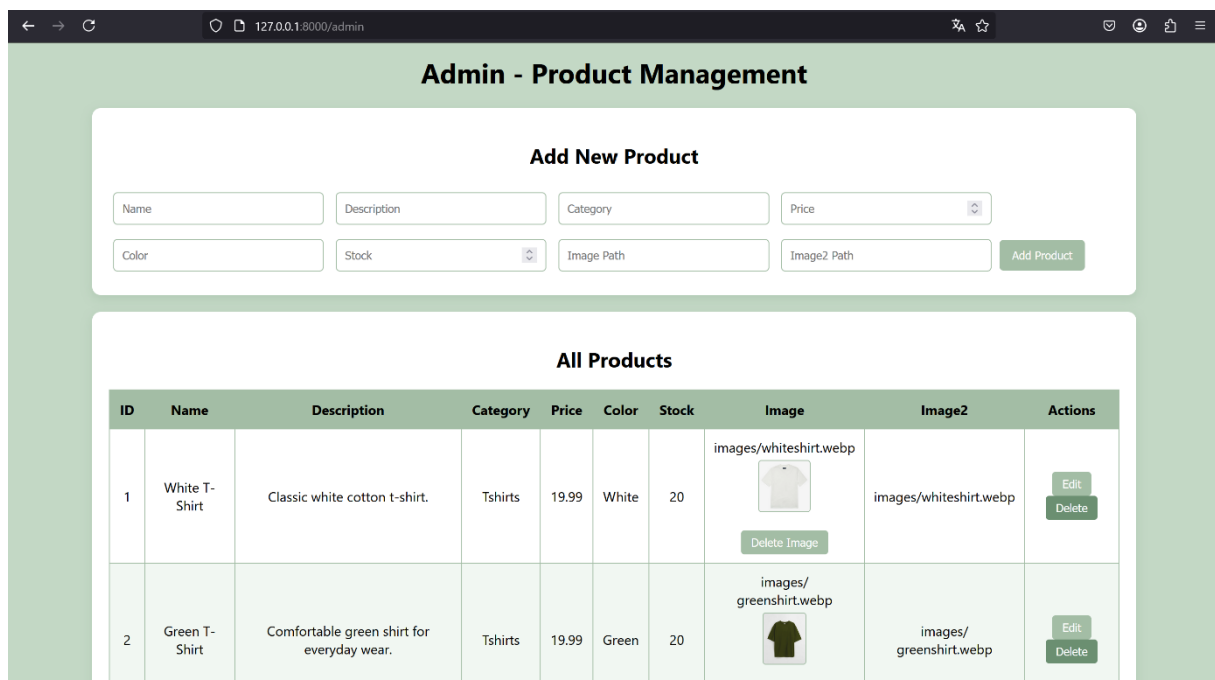 127.0.0.1:8000/admin
Admin - Product Management
Add New Product
Name Description Category Price
Color Stock Image Path Image2 Path Add Product
All Products
ID Name Description Category Price Color Stock Image Image2 Actions
images/whiteshirt.webp
1 White T- Classic white cotton t-shirt. Tshirts 19.99 White 20 images/whiteshirt.webp Edit
Shirt Delete
Delete Image
images/
greenshirt.webp
2 Green T- Comfortable green shirt for Tshirts 19.99 Green 20 images/ Edit
Shirt everyday wear. greenshirt.webp Delete